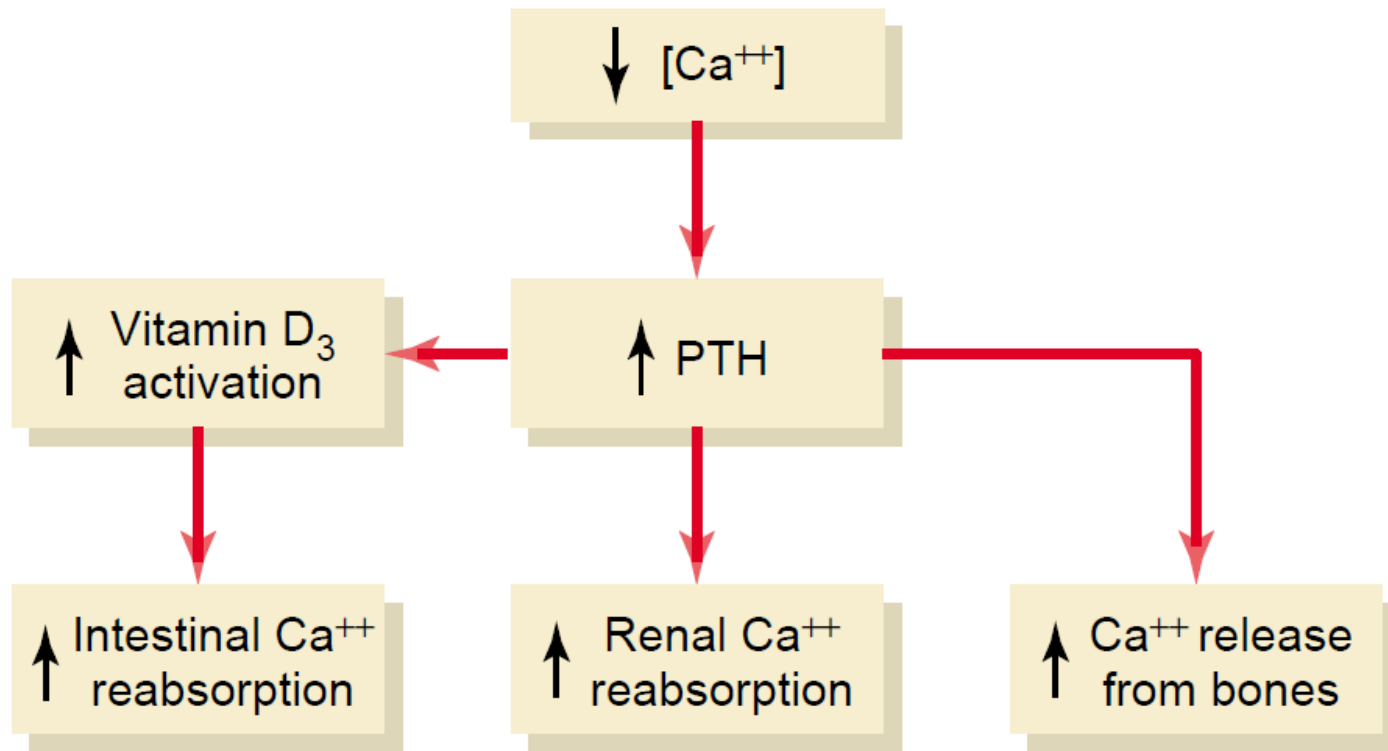 ↓ [Ca⁺⁺]
↑ Vitamin D₃
activation
↑ PTH
↑ Intestinal Ca⁺⁺
reabsorption
↑ Renal Ca⁺⁺
reabsorption
↑ Ca⁺⁺ release
from bones